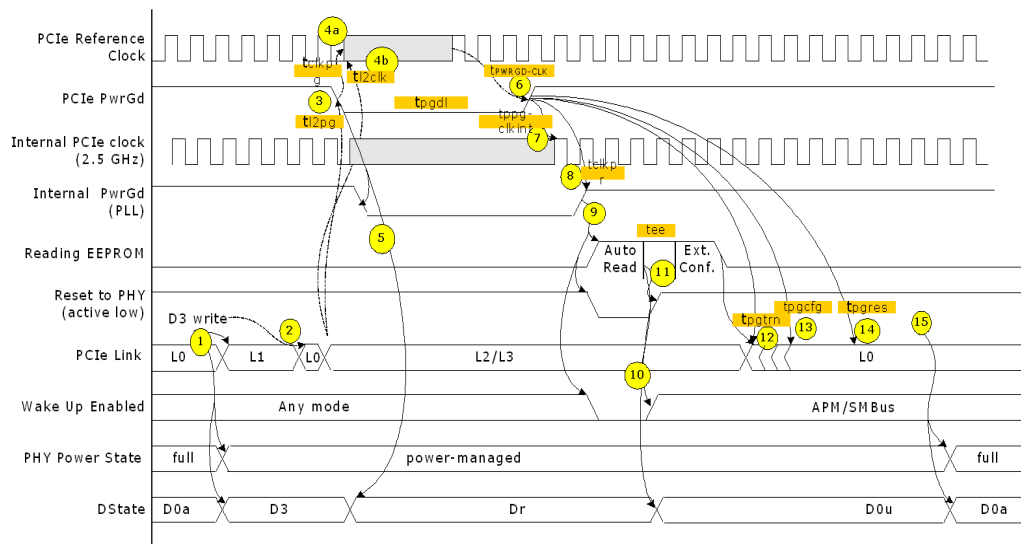 4a
PCIe Reference
Clock
4b
tclkp
g
tl2clk
tPWRGD-CLK
6
PCIe PwrGd
3
tpgdl
tl2pg
tppg-
clkint
7
Internal PCIe clock
(2.5 GHz)
8
tclkp
r
Internal PwrGd
(PLL)
9
5
tee
Reading EEPROM
Auto
Read
11
Ext.
Conf.
Reset to PHY
(active low)
D3 write
1
2
tpgtrn
tpgcfg
tpgres
12
13
14
15
PCIe Link
L0
L1
L0
L2/L3
L0
10
Wake Up Enabled
Any mode
APM/SMBus
PHY Power State
full
power-managed
full
DState
D0a
D3
Dr
D0u
D0a